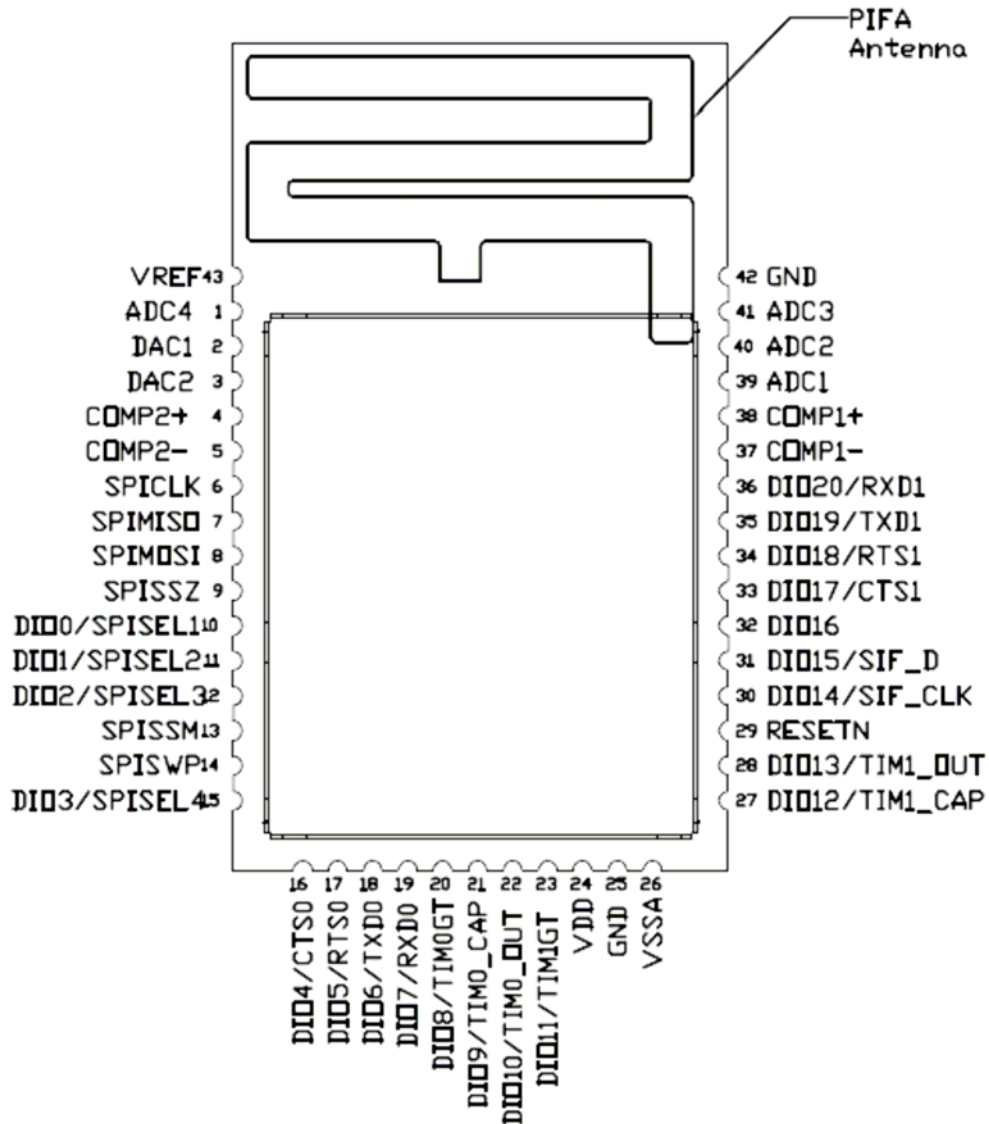 PIFA
Antenna
VREF43
ADC4 1
DAC1 2
DAC2 3
COMP2+ 4
COMP2- 5
SPICLK 6
SPIMISO 7
SPIMOSI 8
SPISSZ 9
DIO0/SPISEL1 10
DIO1/SPISEL2 11
DIO2/SPISEL3 12
SPISSM 13
SPISWP 14
DIO3/SPISEL4 15
42 GND
41 ADC3
40 ADC2
39 ADC1
38 COMP1+
37 COMP1-
36 DIO20/RXD1
35 DIO19/TXD1
34 DIO18/RTS1
33 DIO17/CTS1
32 DIO16
31 DIO15/SIF_D
30 DIO14/SIF_CLK
29 RESETN
28 DIO13/TIM1_OUT
27 DIO12/TIM1_CAP
16 DIO4/CTS0
17 DIO5/RTS0
18 DIO6/TXD0
19 DIO7/RXD0
20 DIO8/TIM0GT
21 DIO9/TIM0_CAP
22 DIO10/TIM0_OUT
23 DIO11/TIM1GT
24 VDD
25 GND
26 VSSA